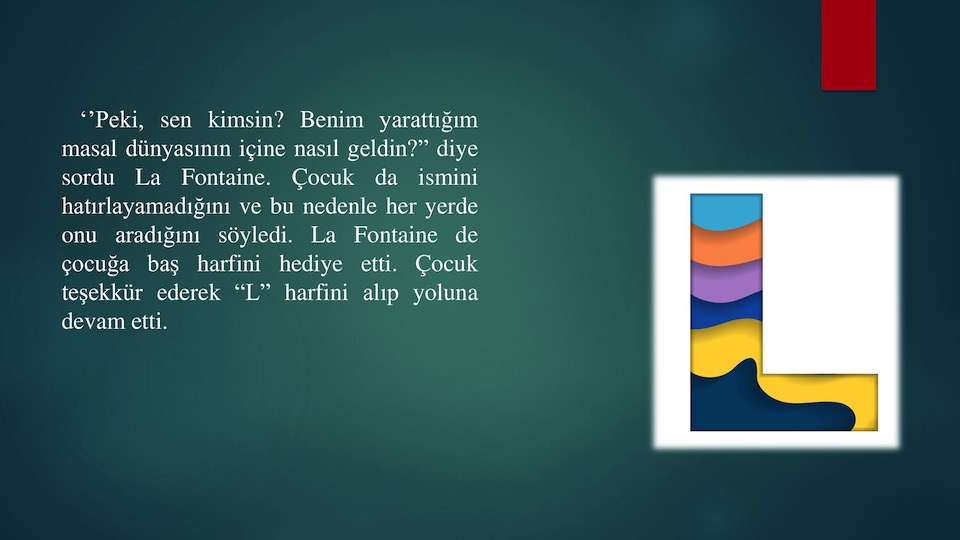 ‘’Peki, sen kimsin? Benim yarattığım
masal dünyasının içine nasıl geldin?” diye
sordu La Fontaine. Çocuk da ismini
hatırlayamadığını ve bu nedenle her yerde
onu aradığını söyledi. La Fontaine de
çocuğa baş harfini hediye etti. Çocuk
teşekkür ederek “L” harfini alıp yoluna
devam etti.
L